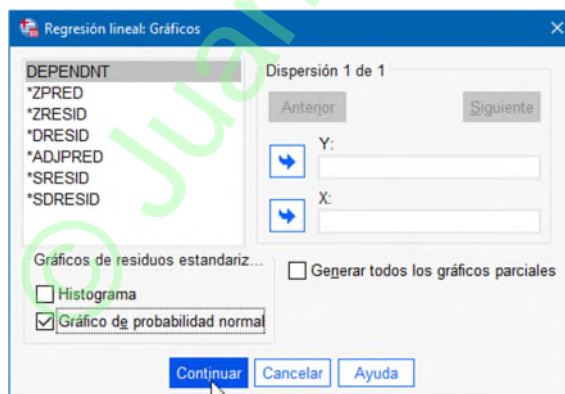 Regresión lineal: Gráficos
DEPENDNT
*ZPRED
*ZRESID
*DRESID
*ADJPRED
*SRESID
*SDRESID
Dispersión 1 de 1
Anterior
Siguiente
Y:
X:
Gráficos de residuos estandariz...
Histograma
Gráfico de probabilidad normal
Generar todos los gráficos parciales
Continuar
Cancelar
Ayuda
© Juan